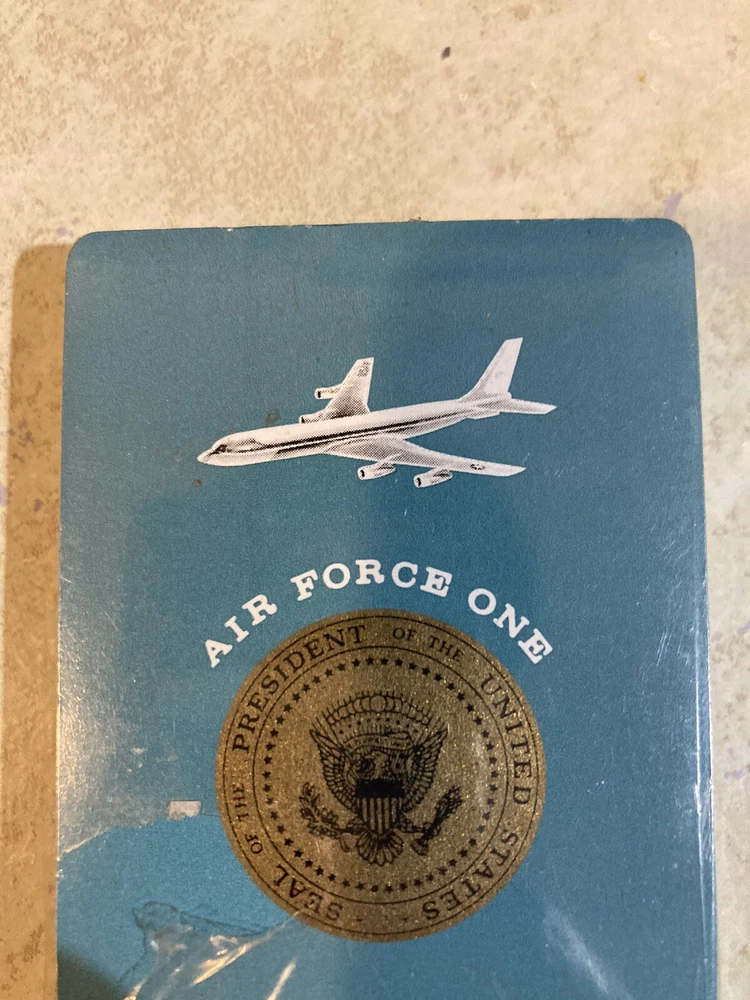 AIR FORCE ONE
SEAL OF THE PRESIDENT OF THE UNITED STATES